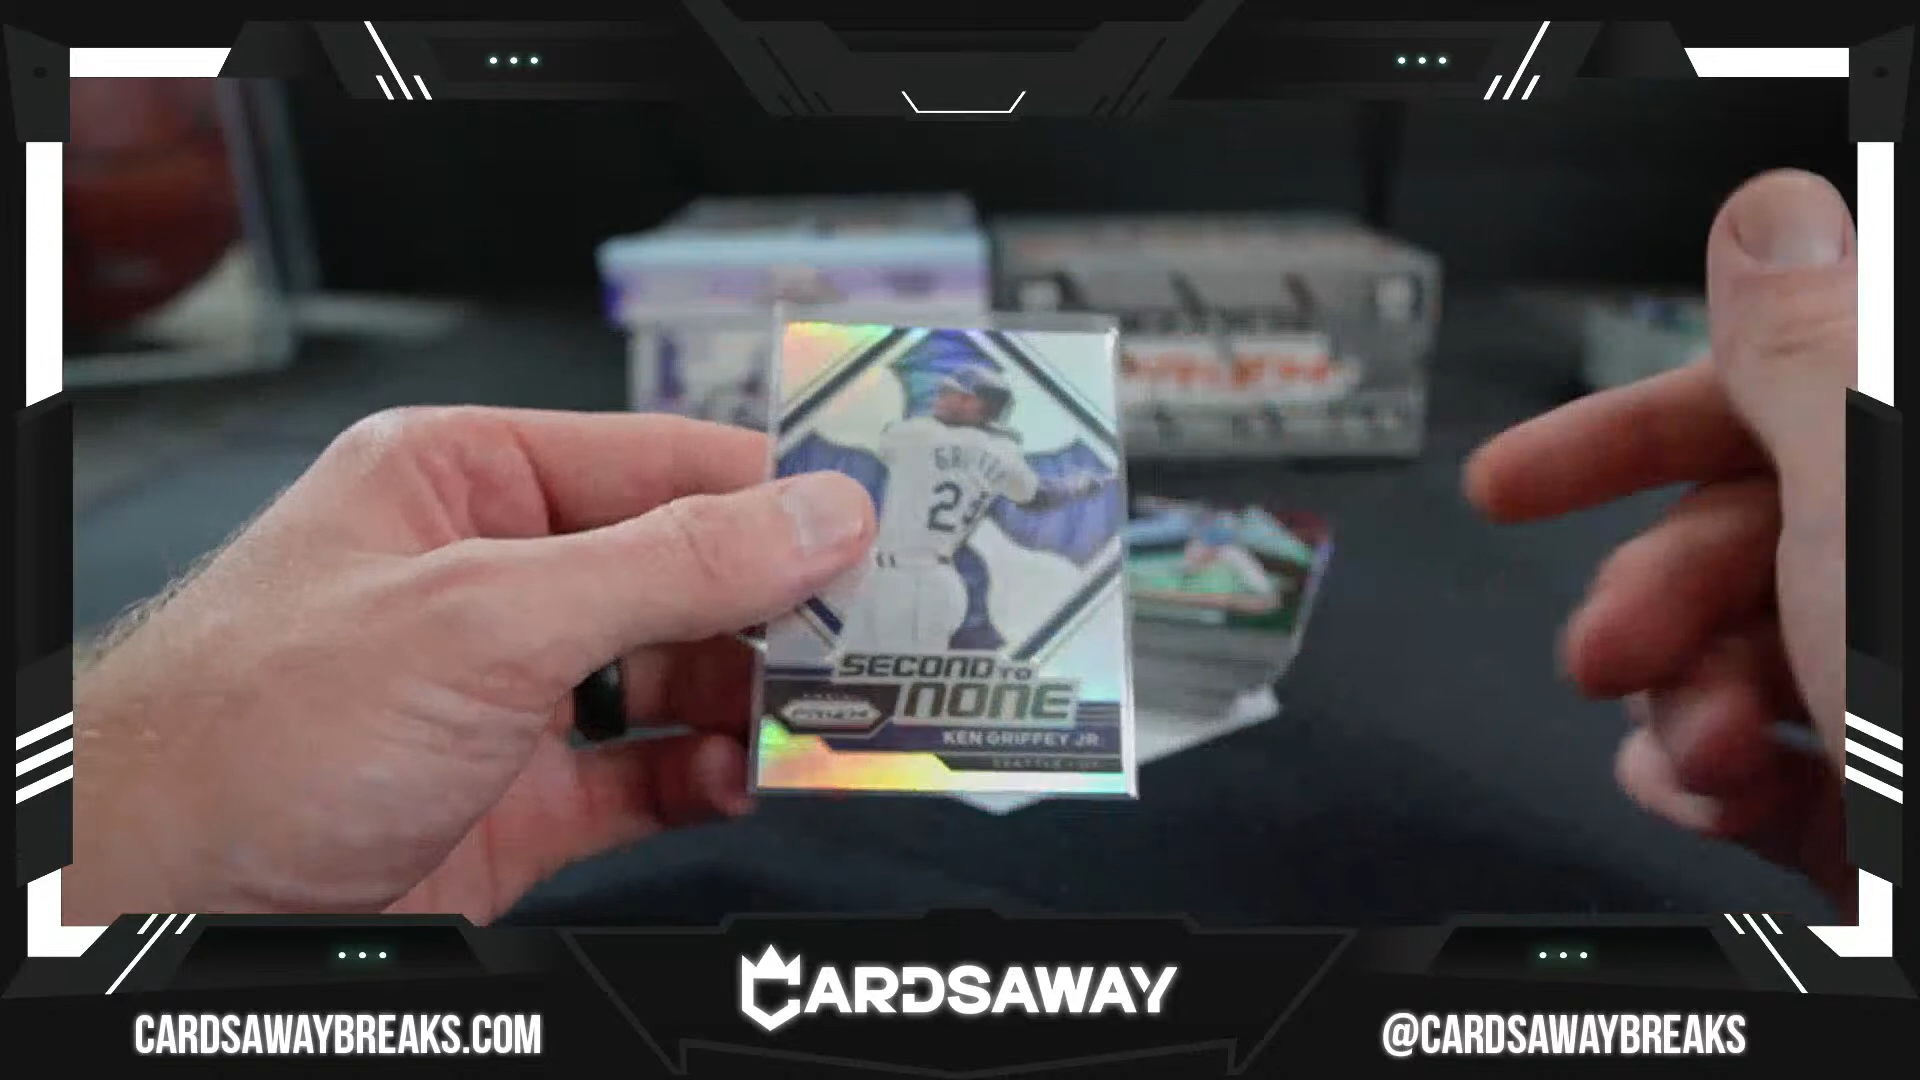 GRIFFEY
24
SECOND TO
NONE
PRIZM
KEN GRIFFEY JR.
CARDSAWAY
CARDSAWAYBREAKS.COM
@CARDSAWAYBREAKS